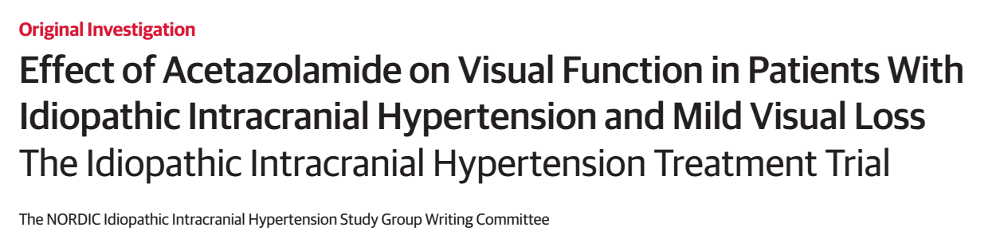 Original Investigation
Effect of Acetazolamide on Visual Function in Patients With
Idiopathic Intracranial Hypertension and Mild Visual Loss
The Idiopathic Intracranial Hypertension Treatment Trial
The NORDIC Idiopathic Intracranial Hypertension Study Group Writing Committee